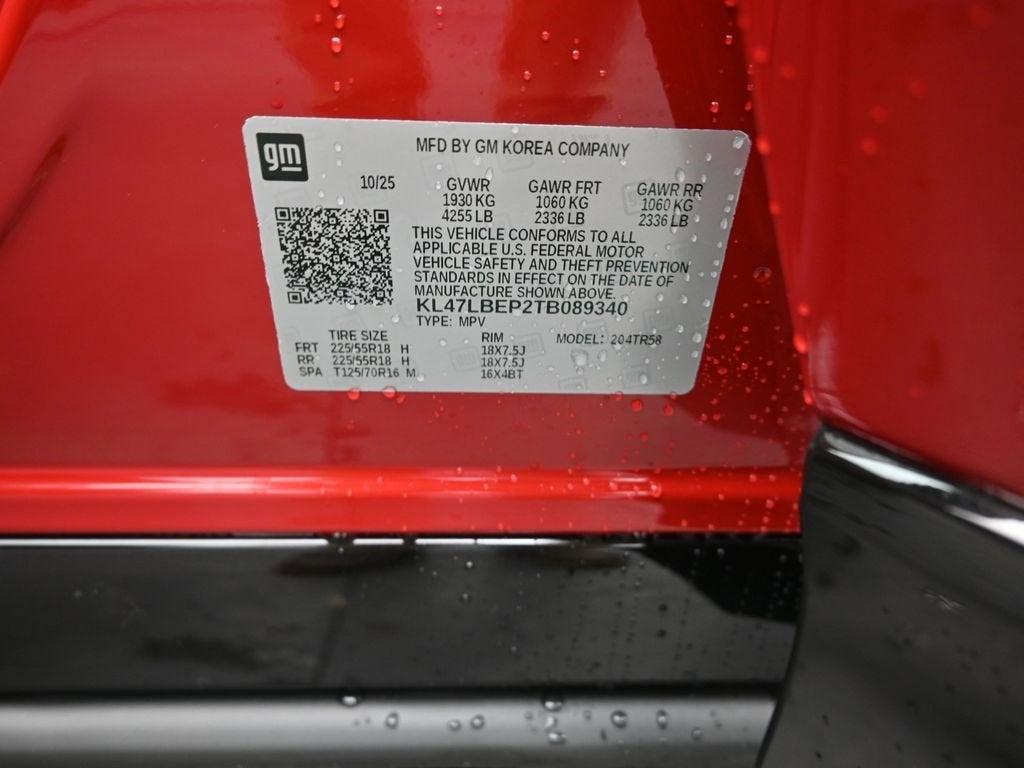 gm
MFD BY GM KOREA COMPANY
10/25 GVWR GAWR FRT GAWR RR
1930 KG 1060 KG 1060 KG
4255 LB 2336 LB 2336 LB
THIS VEHICLE CONFORMS TO ALL
APPLICABLE U.S. FEDERAL MOTOR
VEHICLE SAFETY AND THEFT PREVENTION
STANDARDS IN EFFECT ON THE DATE OF
MANUFACTURE SHOWN ABOVE.
KL47LBEP2TB089340
TYPE: MPV
TIRE SIZE RIM MODEL: 204TR58
FRT 225/55R18 H 18X7.5J
RR 225/55R18 H 18X7.5J
SPA T125/70R16 M 16X4BT